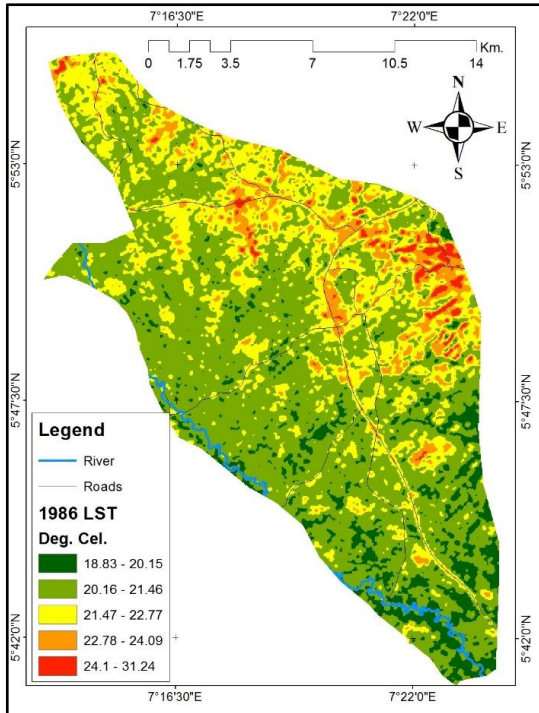 7°16'30"E 7°22'0"E
Km.
0 1.75 3.5 7 10.5 14
N
W E
S
5°53'0"N 5°53'0"N
5°47'30"N 5°47'30"N
Legend
River
Roads
1986 LST
Deg. Cel.
18.83 - 20.15
20.16 - 21.46
21.47 - 22.77
22.78 - 24.09
24.1 - 31.24
5°42'0"N 5°42'0"N
7°16'30"E 7°22'0"E